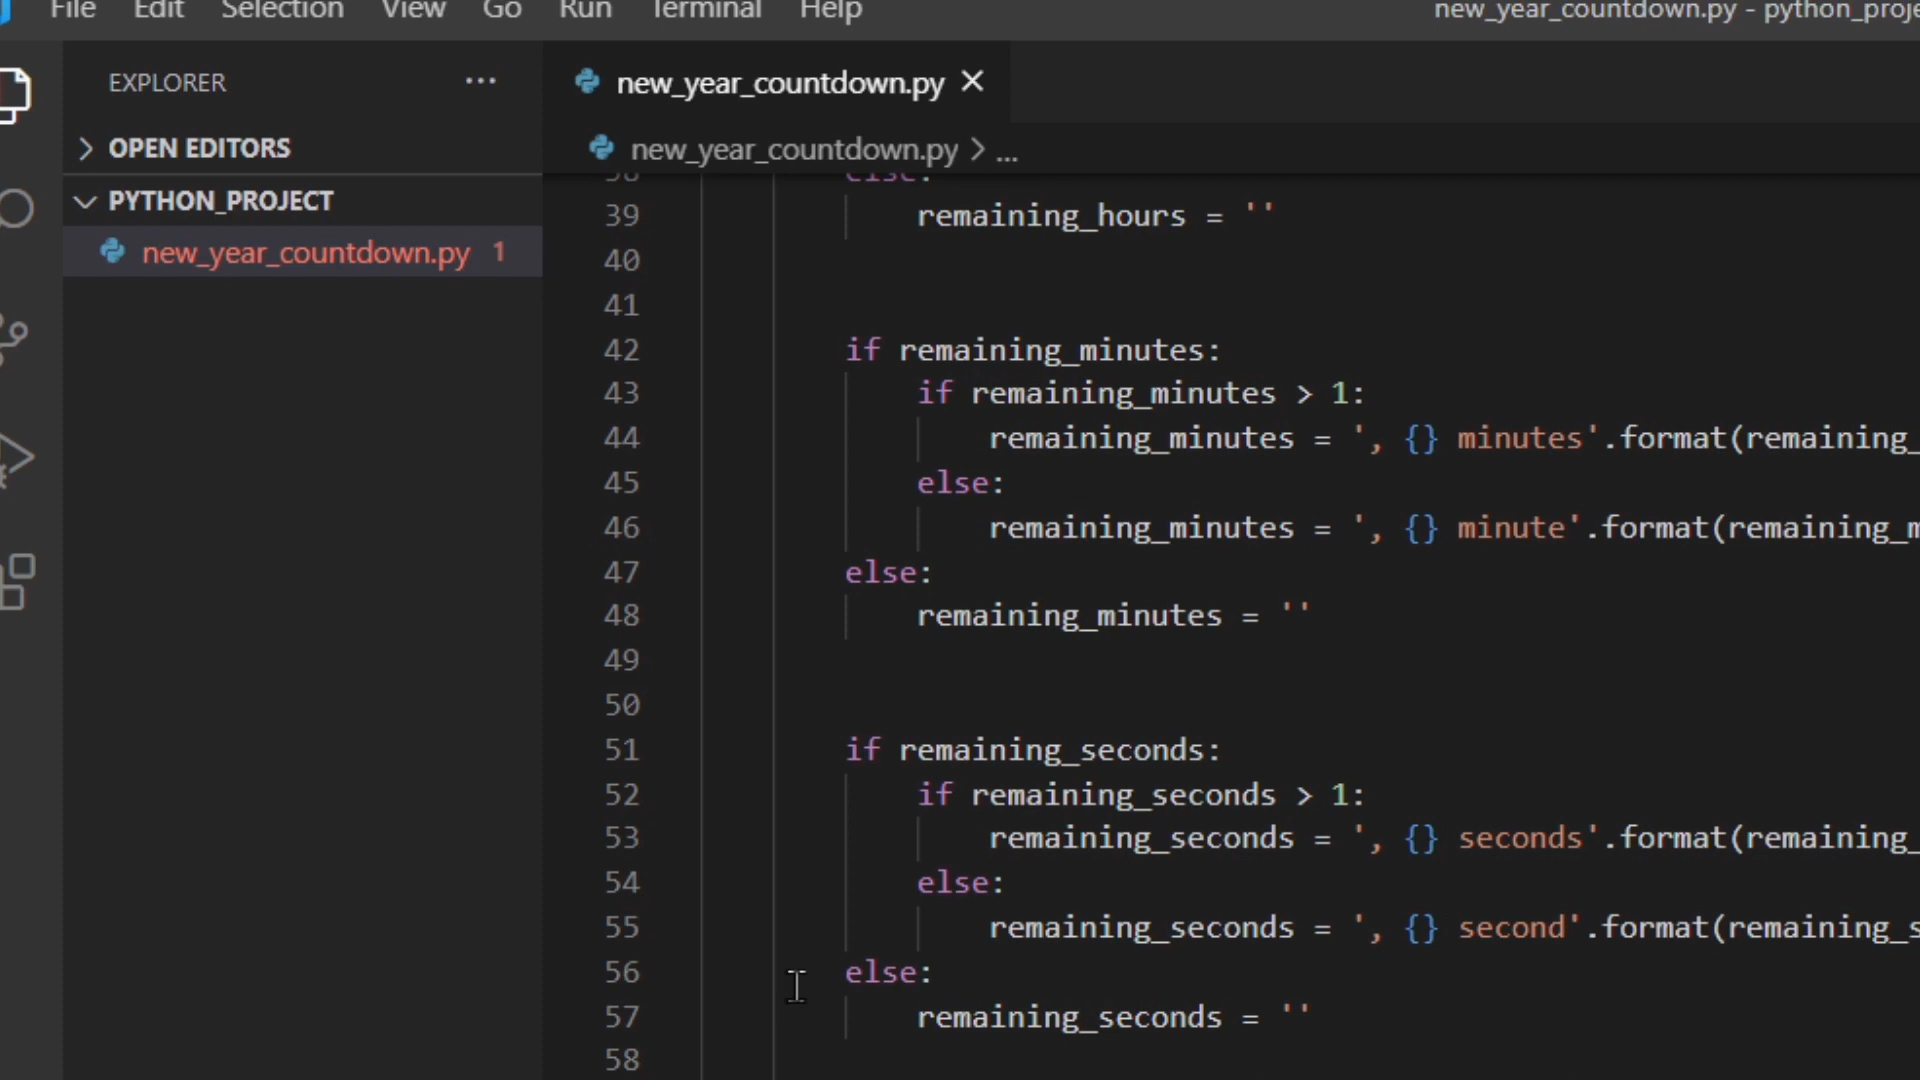 File Edit Selection View Go Run Terminal Help new_year_countdown.py - python_proje
EXPLORER ...
OPEN EDITORS
PYTHON_PROJECT
new_year_countdown.py 1
new_year_countdown.py ×
new_year_countdown.py > ...
38 else:
39 remaining_hours = ''
40
41
42 if remaining_minutes:
43 if remaining_minutes > 1:
44 remaining_minutes = ', {} minutes'.format(remaining_
45 else:
46 remaining_minutes = ', {} minute'.format(remaining_m
47 else:
48 remaining_minutes = ''
49
50
51 if remaining_seconds:
52 if remaining_seconds > 1:
53 remaining_seconds = ', {} seconds'.format(remaining_
54 else:
55 remaining_seconds = ', {} second'.format(remaining_s
56 else:
57 remaining_seconds = ''
58